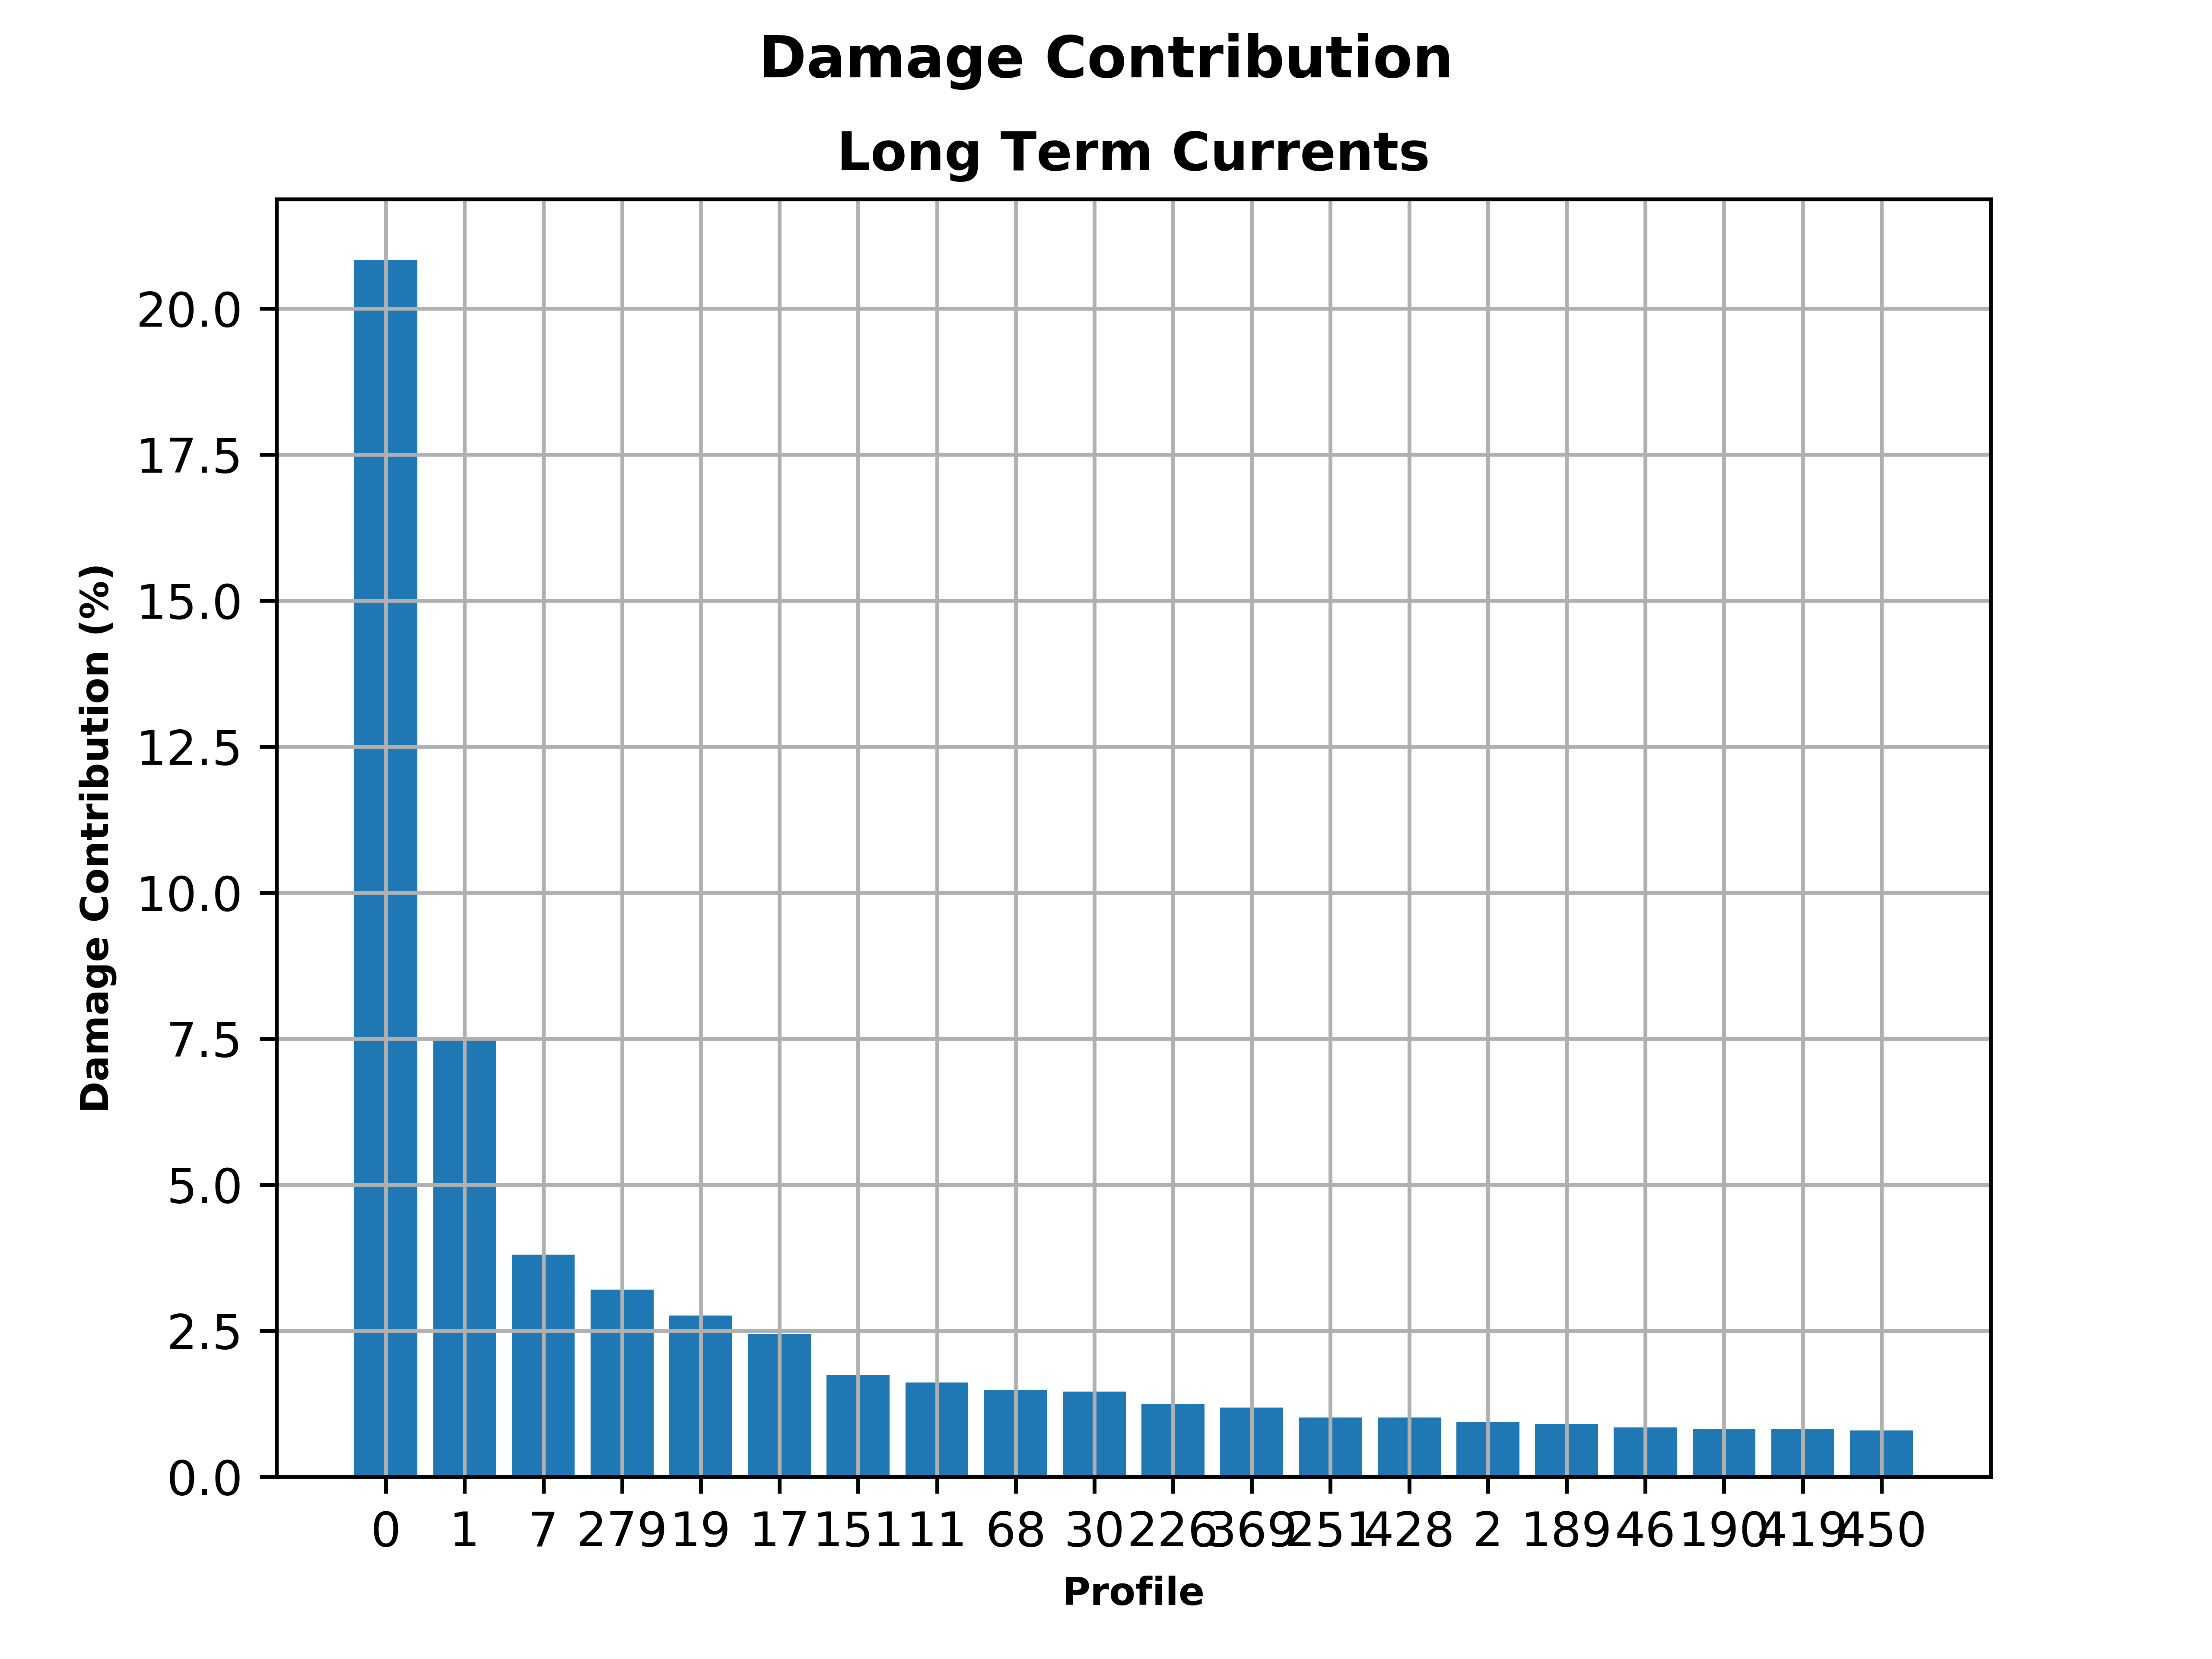 Damage Contribution
Long Term Currents
20.0
17.5
15.0
12.5
10.0
7.5
5.0
2.5
0.0
Damage Contribution (%)
0 1 7 279 19 17 151 11 68 30 226 369 251 428 2 189 46 190 419 450
Profile